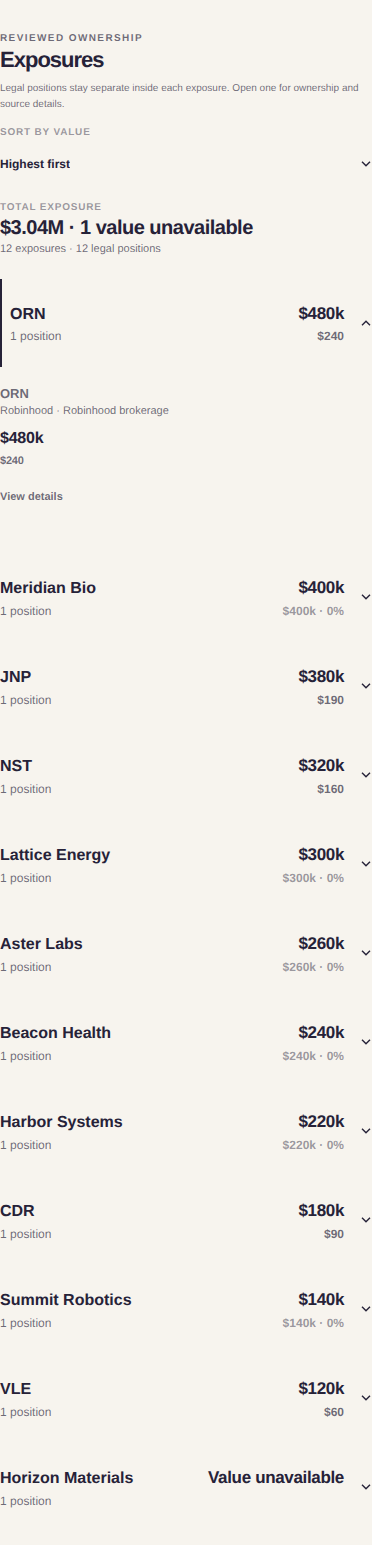 REVIEWED OWNERSHIP
Exposures
Legal positions stay separate inside each exposure. Open one for ownership and
source details.
SORT BY VALUE
Highest first
TOTAL EXPOSURE
$3.04M · 1 value unavailable
12 exposures · 12 legal positions
ORN $480k
1 position $240
ORN
Robinhood · Robinhood brokerage
$480k
$240
View details
Meridian Bio $400k
1 position $400k · 0%
JNP $380k
1 position $190
NST $320k
1 position $160
Lattice Energy $300k
1 position $300k · 0%
Aster Labs $260k
1 position $260k · 0%
Beacon Health $240k
1 position $240k · 0%
Harbor Systems $220k
1 position $220k · 0%
CDR $180k
1 position $90
Summit Robotics $140k
1 position $140k · 0%
VLE $120k
1 position $60
Horizon Materials Value unavailable
1 position